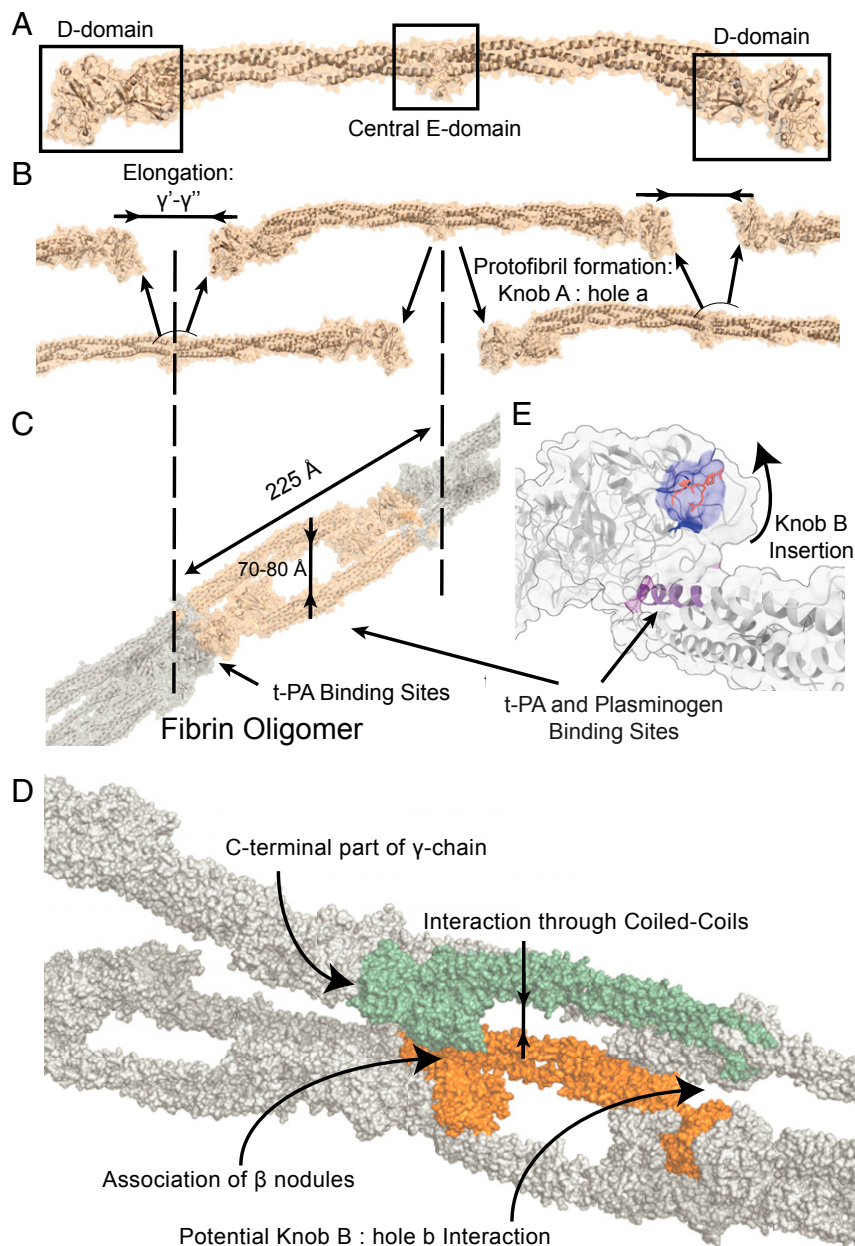 A
D-domain
D-domain
Central E-domain
B
Elongation:
γ'-γ''
Protofibril formation:
Knob A : hole a
C
225 Å
70-80 Å
t-PA Binding Sites
Fibrin Oligomer
E
Knob B
Insertion
t-PA and Plasminogen
Binding Sites
D
C-terminal part of γ-chain
Interaction through Coiled-Coils
Association of β nodules
Potential Knob B : hole b Interaction